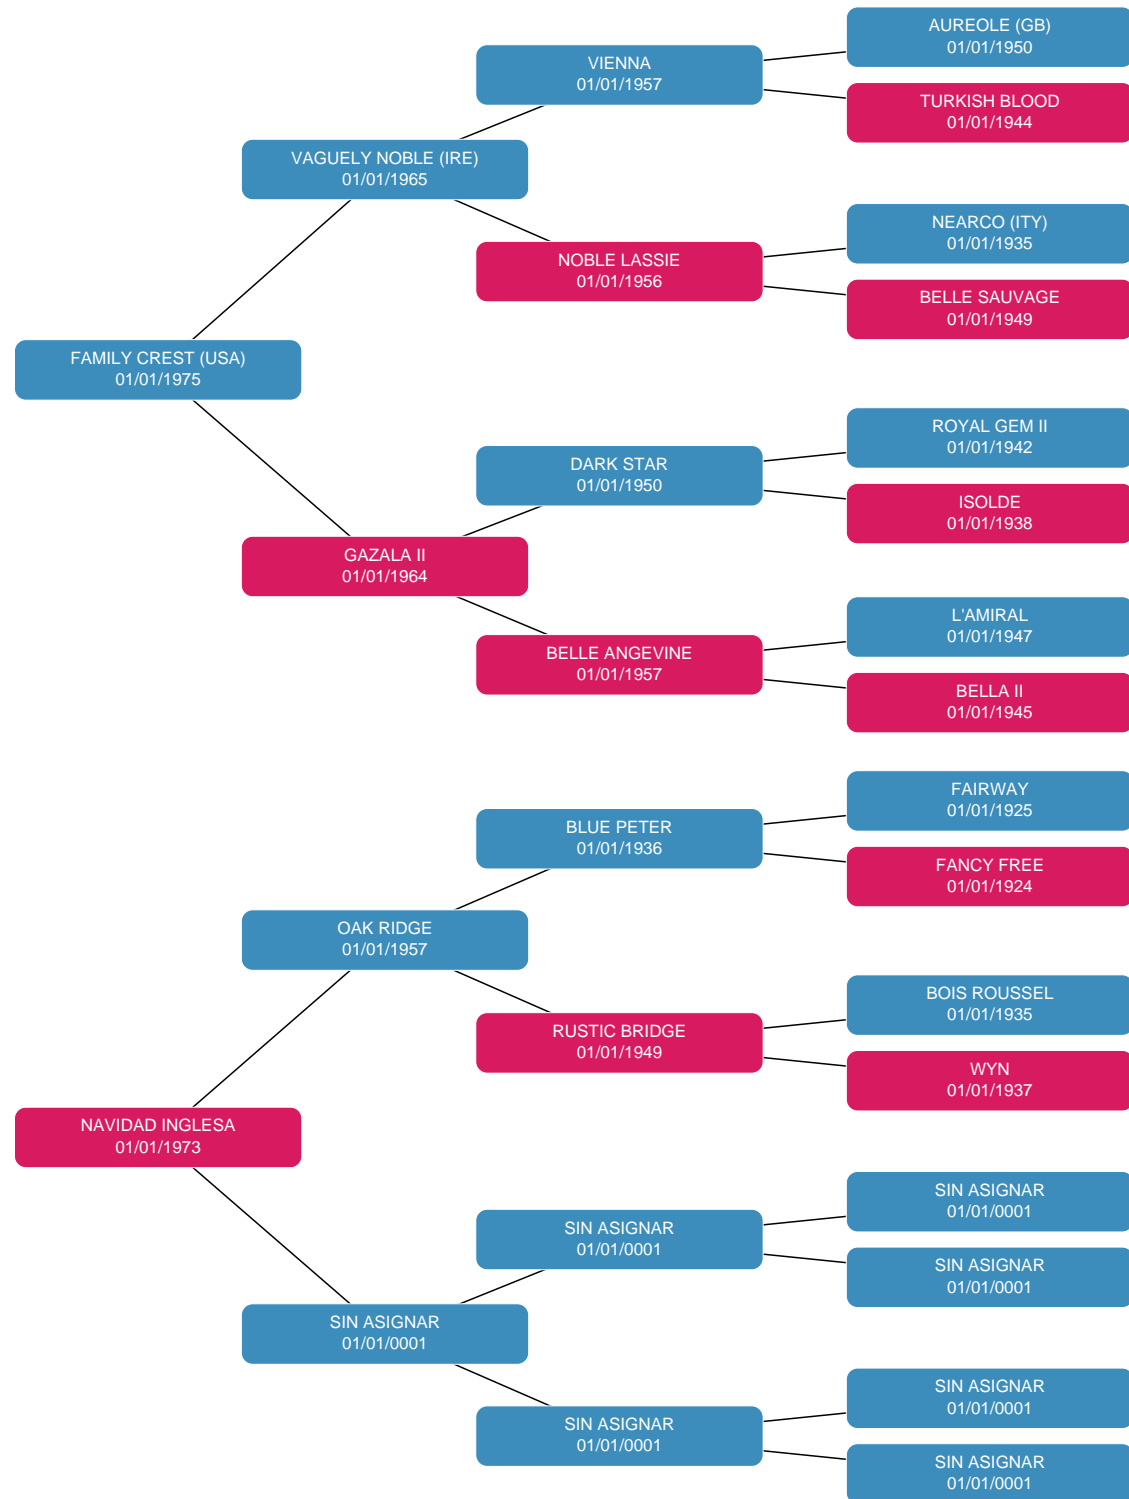 AUREOLE (GB)
01/01/1950
VIENNA
01/01/1957
TURKISH BLOOD
01/01/1944
VAGUELY NOBLE (IRE)
01/01/1965
NEARCO (ITY)
01/01/1935
NOBLE LASSIE
01/01/1956
BELLE SAUVAGE
01/01/1949
FAMILY CREST (USA)
01/01/1975
ROYAL GEM II
01/01/1942
DARK STAR
01/01/1950
ISOLDE
01/01/1938
GAZALA II
01/01/1964
L'AMIRAL
01/01/1947
BELLE ANGEVINE
01/01/1957
BELLA II
01/01/1945
FAIRWAY
01/01/1925
BLUE PETER
01/01/1936
FANCY FREE
01/01/1924
OAK RIDGE
01/01/1957
BOIS ROUSSEL
01/01/1935
RUSTIC BRIDGE
01/01/1949
WYN
01/01/1937
NAVIDAD INGLESA
01/01/1973
SIN ASIGNAR
01/01/0001
SIN ASIGNAR
01/01/0001
SIN ASIGNAR
01/01/0001
SIN ASIGNAR
01/01/0001
SIN ASIGNAR
01/01/0001
SIN ASIGNAR
01/01/0001
SIN ASIGNAR
01/01/0001